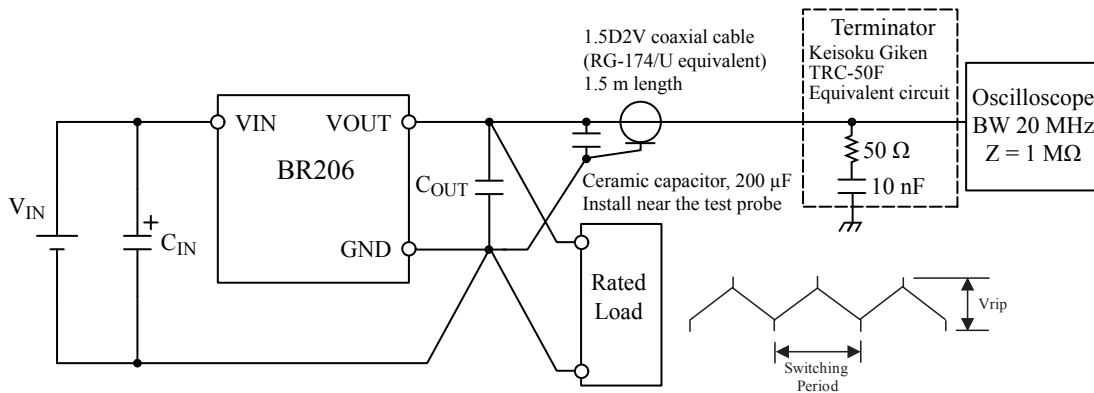 1.5D2V coaxial cable
(RG-174/U equivalent)
1.5 m length
Terminator
Keisoku Giken
TRC-50F
Equivalent circuit
Oscilloscope
BW 20 MHz
Z = 1 MΩ
VIN
VOUT
BR206
GND
50 Ω
10 nF
COUT
Ceramic capacitor, 200 µF
Install near the test probe
VIN
+
CIN
Rated
Load
Vrip
Switching
Period